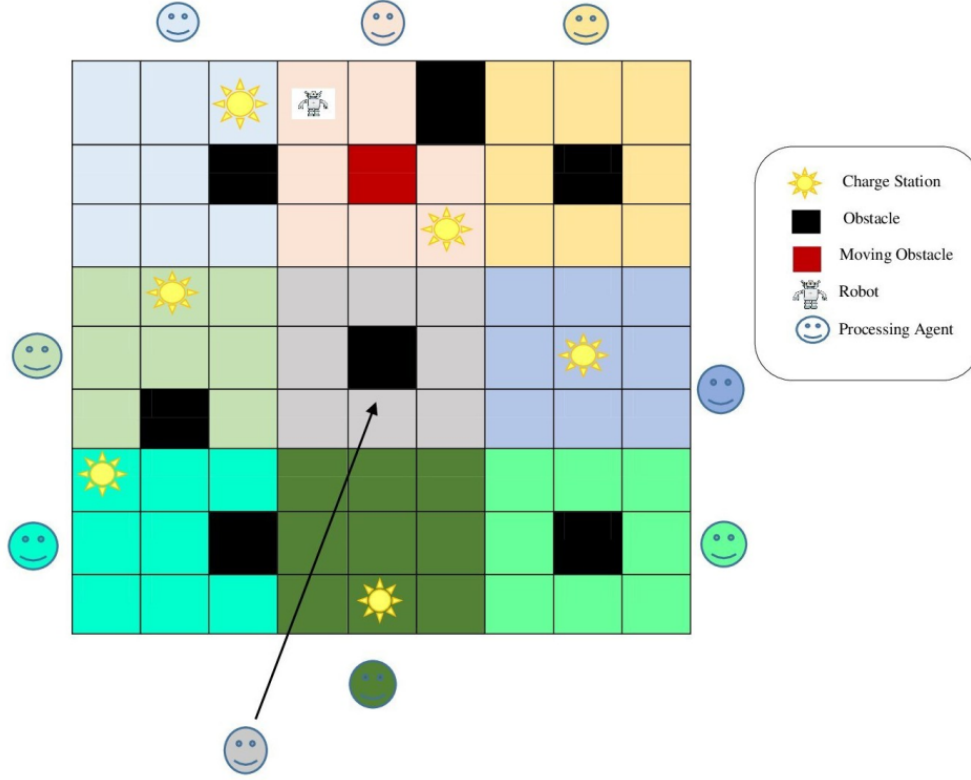 Charge Station
Obstacle
Moving Obstacle
Robot
Processing Agent